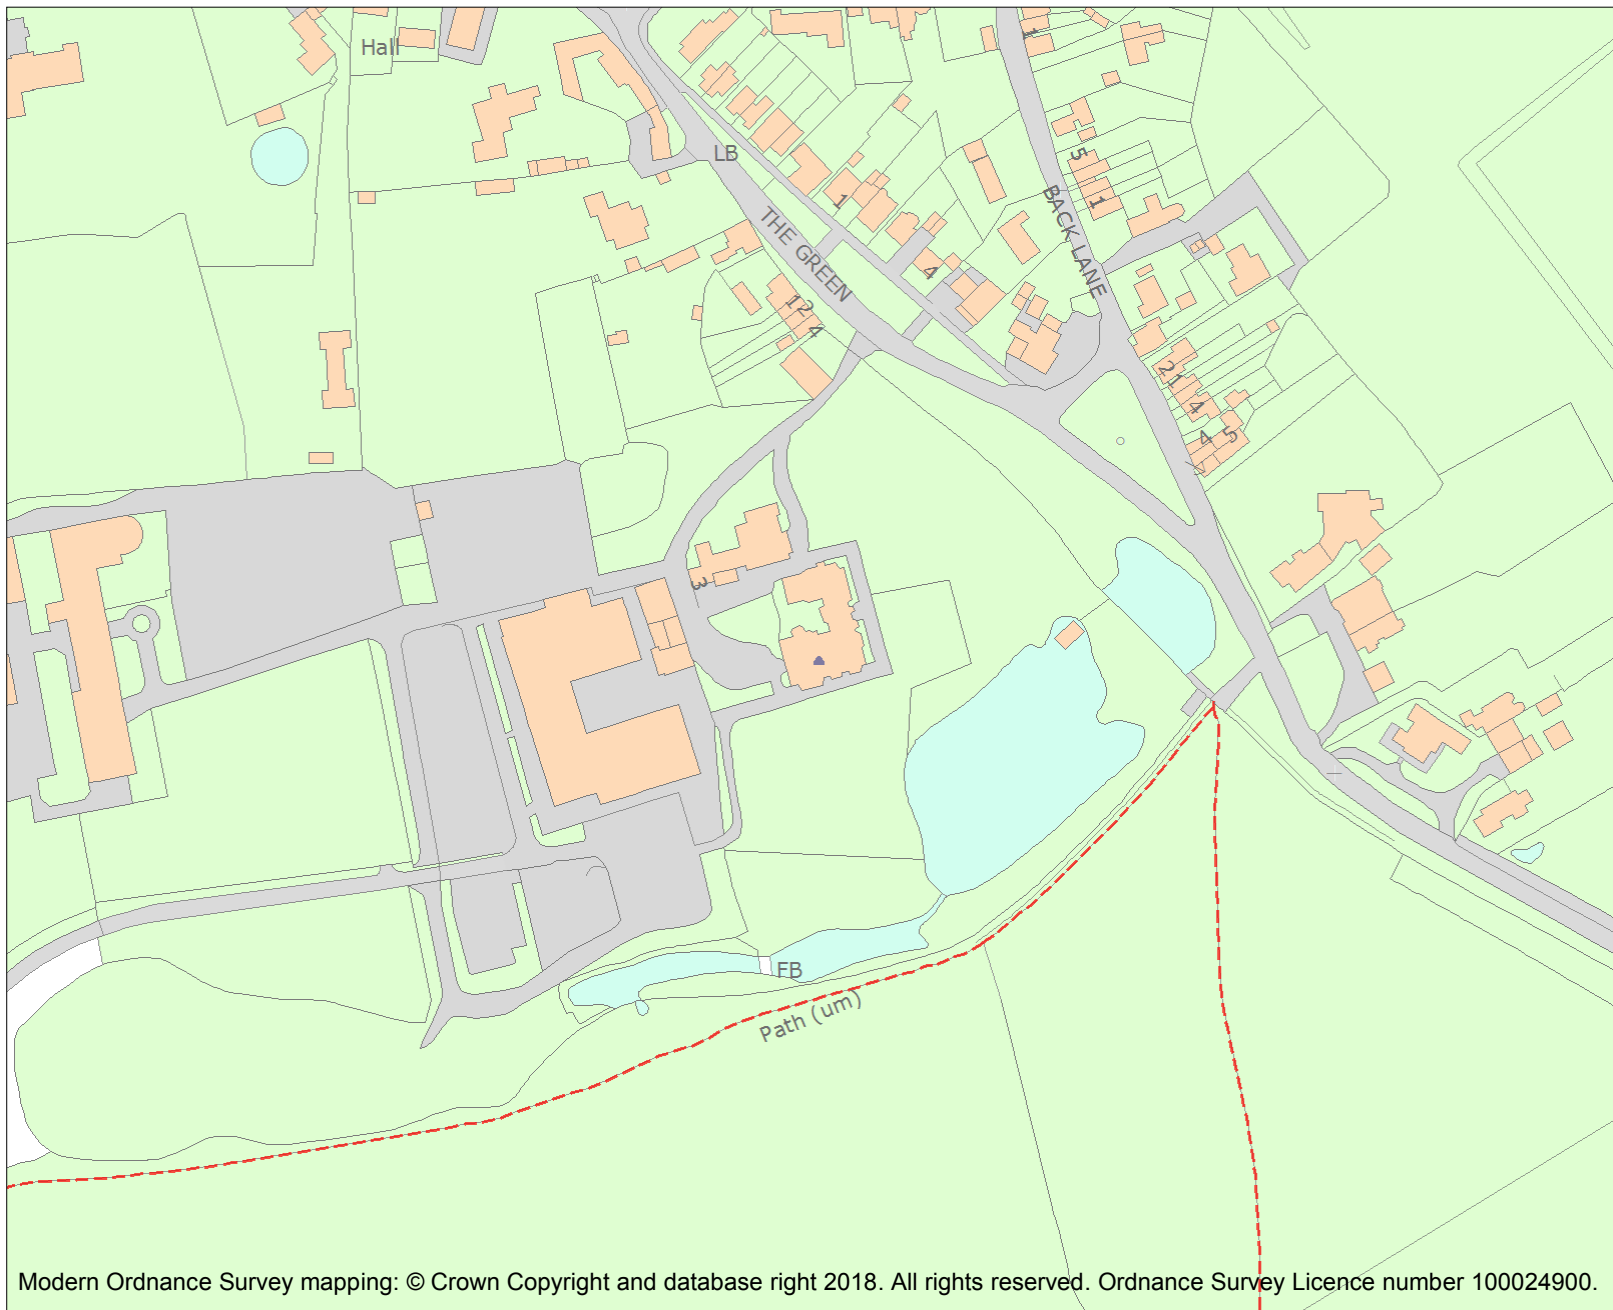 Hall
1
LB
5
1
1
BACK LANE
THE GREEN
4
12
4
21
4
4
5
3
FB
Path (um)
Modern Ordnance Survey mapping: © Crown Copyright and database right 2018. All rights reserved. Ordnance Survey Licence number 100024900.